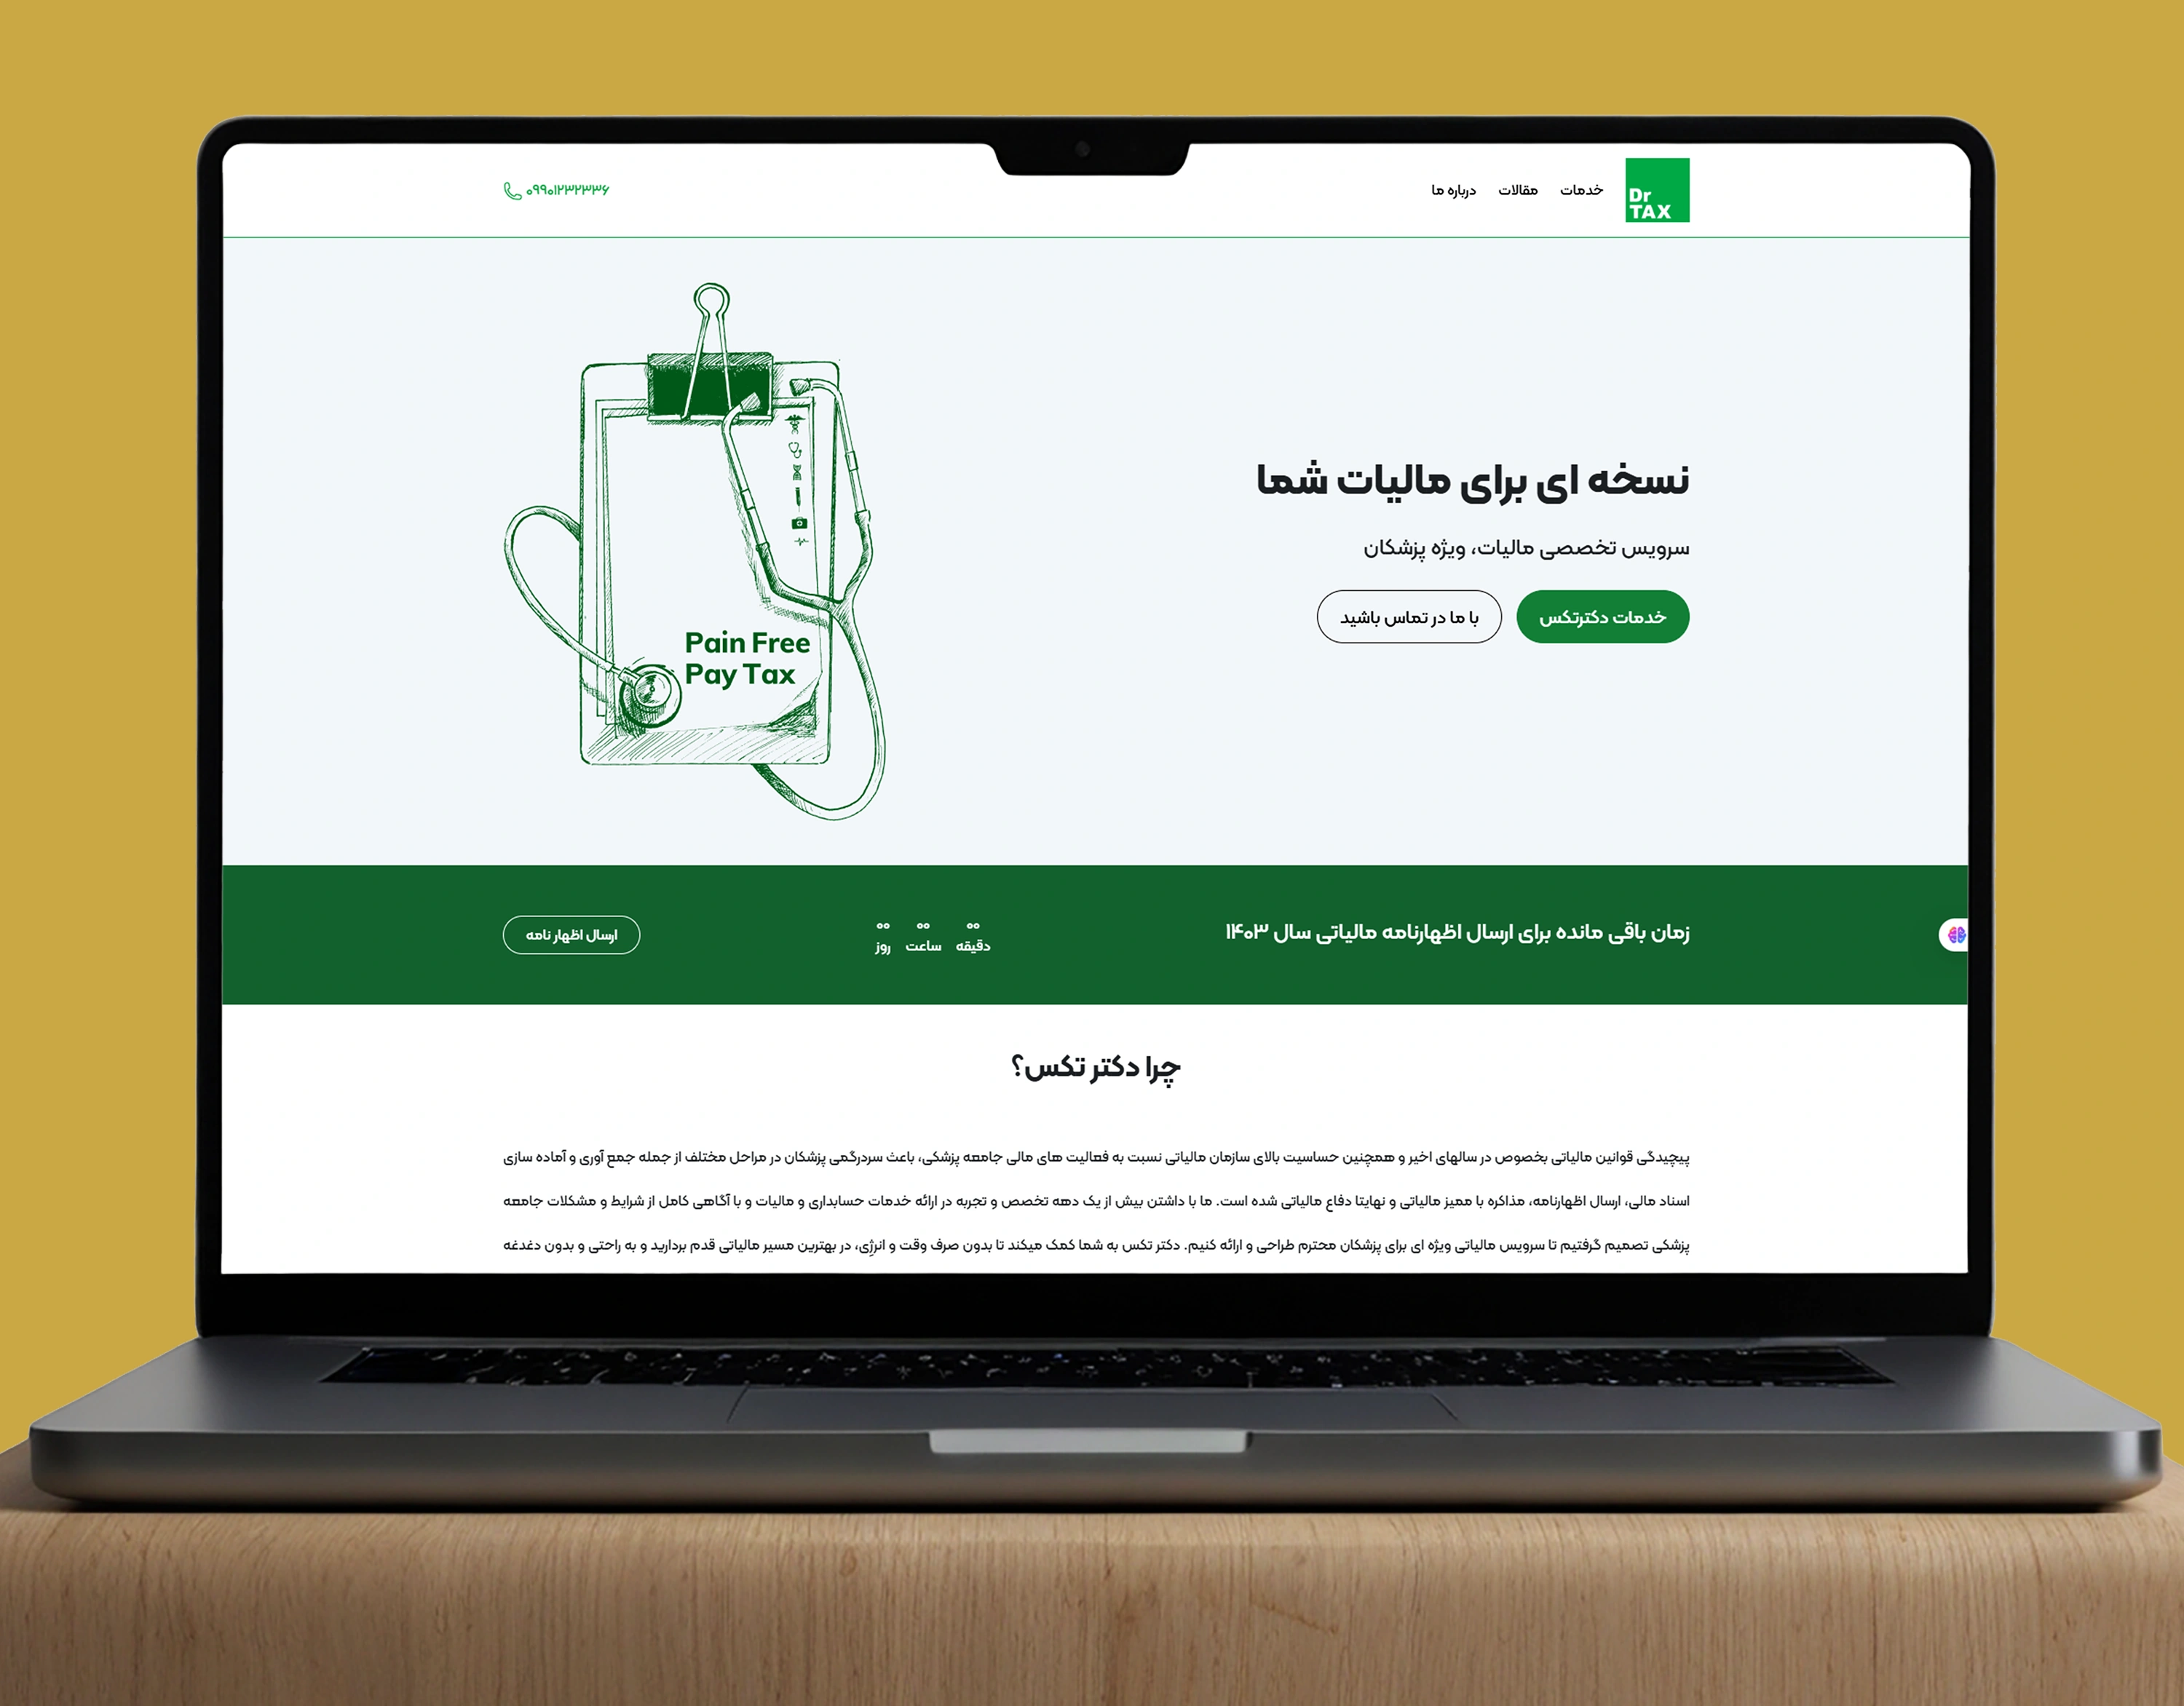 Dr
TAX
خدمات
مقالات
درباره ما
۰۹۹۰۱۲۳۲۳۳۶
نسخه ای برای مالیات شما
سرویس تخصصی مالیات، ویژه پزشکان
خدمات دکترتکس
با ما در تماس باشید
Pain Free
Pay Tax
زمان باقی مانده برای ارسال اظهارنامه مالیاتی سال ۱۴۰۳
۰۰ ۰۰ ۰۰
دقیقه ساعت روز
ارسال اظهار نامه
چرا دکتر تکس؟
پیچیدگی قوانین مالیاتی بخصوص در سالهای اخیر و همچنین حساسیت بالای سازمان مالیاتی نسبت به فعالیت های مالی جامعه پزشکی، باعث سردرگمی پزشکان در مراحل مختلف از جمله جمع آوری و آماده سازی
اسناد مالی، ارسال اظهارنامه، مذاکره با ممیز مالیاتی و نهایتا دفاع مالیاتی شده است. ما با داشتن بیش از یک دهه تخصص و تجربه در ارائه خدمات حسابداری و مالیات و با آگاهی کامل از شرایط و مشکلات جامعه
پزشکی تصمیم گرفتیم تا سرویس مالیاتی ویژه ای برای پزشکان محترم طراحی و ارائه کنیم. دکتر تکس به شما کمک میکند تا بدون صرف وقت و انرژی، در بهترین مسیر مالیاتی قدم بردارید و به راحتی و بدون دغدغه